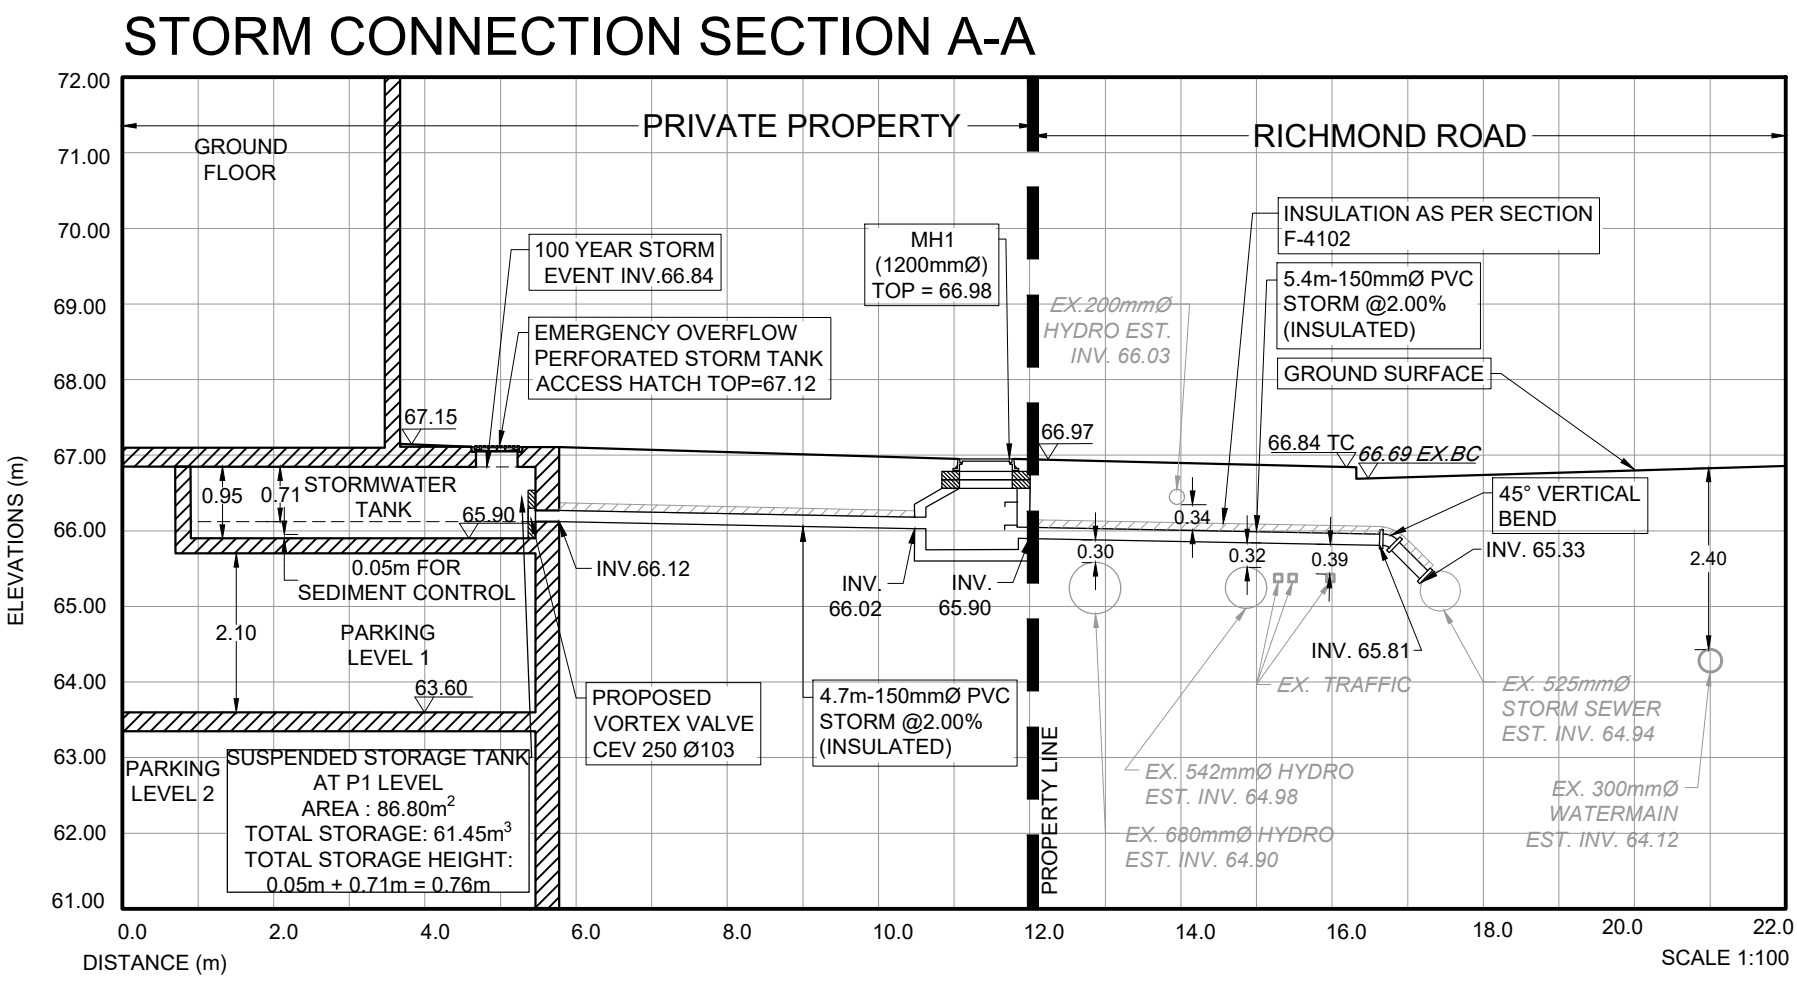 STORM CONNECTION SECTION A-A
72.00
71.00
70.00
69.00
68.00
67.00
66.00
65.00
64.00
63.00
62.00
61.00
ELEVATIONS (m)
PRIVATE PROPERTY
RICHMOND ROAD
GROUND
FLOOR
100 YEAR STORM
EVENT INV.66.84
EMERGENCY OVERFLOW
PERFORATED STORM TANK
ACCESS HATCH TOP=67.12
MH1
(1200mmØ)
TOP = 66.98
INSULATION AS PER SECTION
F-4102
5.4m-150mmØ PVC
STORM @2.00%
(INSULATED)
EX.200mmØ
HYDRO EST.
INV. 66.03
GROUND SURFACE
67.15
66.97
66.84 TC
66.69 EX.BC
0.95
0.71
STORMWATER
TANK
65.90
0.05m FOR
SEDIMENT CONTROL
2.10
PARKING
LEVEL 1
63.60
INV.66.12
INV.
66.02
INV.
65.90
0.30
0.34
0.32
0.39
45° VERTICAL
BEND
INV. 65.33
2.40
INV. 65.81
EX. TRAFFIC
EX. 525mmØ
STORM SEWER
EST. INV. 64.94
PROPOSED
VORTEX VALVE
CEV 250 Ø103
4.7m-150mmØ PVC
STORM @2.00%
(INSULATED)
PROPERTY LINE
EX. 542mmØ HYDRO
EST. INV. 64.98
EX. 680mmØ HYDRO
EST. INV. 64.90
EX. 300mmØ
WATERMAIN
EST. INV. 64.12
PARKING
LEVEL 2
SUSPENDED STORAGE TANK
AT P1 LEVEL
AREA : 86.80m²
TOTAL STORAGE: 61.45m³
TOTAL STORAGE HEIGHT:
0.05m + 0.71m = 0.76m
0.0 2.0 4.0 6.0 8.0 10.0 12.0 14.0 16.0 18.0 20.0 22.0
DISTANCE (m)
SCALE 1:100